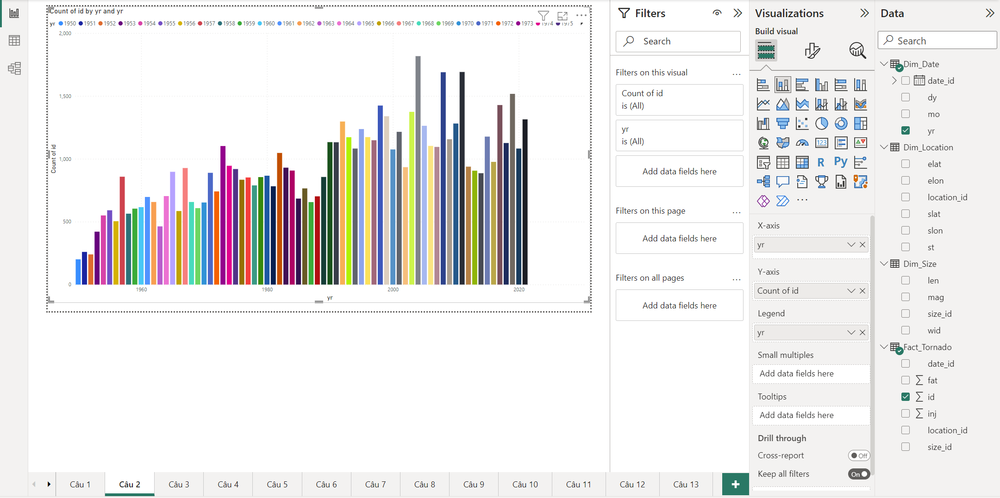 Count of id by yr and yr
yr 1950 1951 1952 1953 1954 1955 1956 1957 1958 1959 1960 1961 1962 1963 1964 1965 1966 1967 1968 1969 1970 1971 1972 1973 1974 1975
2,000
1,500
1,000
500
0
Count of id
1960 1980 2000 2020
yr
Filters
Search
Filters on this visual ...
Count of id
is (All)
yr
is (All)
Add data fields here
Filters on this page ...
Add data fields here
Filters on all pages ...
Add data fields here
Visualizations
Build visual
123
R Py
...
X-axis
yr
Y-axis
Count of id
Legend
yr
Small multiples
Add data fields here
Tooltips
Add data fields here
Drill through
Cross-report Off
Keep all filters On
Data
Search
Dim_Date
date_id
dy
mo
yr
Dim_Location
elat
elon
location_id
slat
slon
st
Dim_Size
len
mag
size_id
wid
Fact_Tornado
date_id
∑ fat
∑ id
∑ inj
location_id
size_id
Câu 1 Câu 2 Câu 3 Câu 4 Câu 5 Câu 6 Câu 7 Câu 8 Câu 9 Câu 10 Câu 11 Câu 12 Câu 13 +